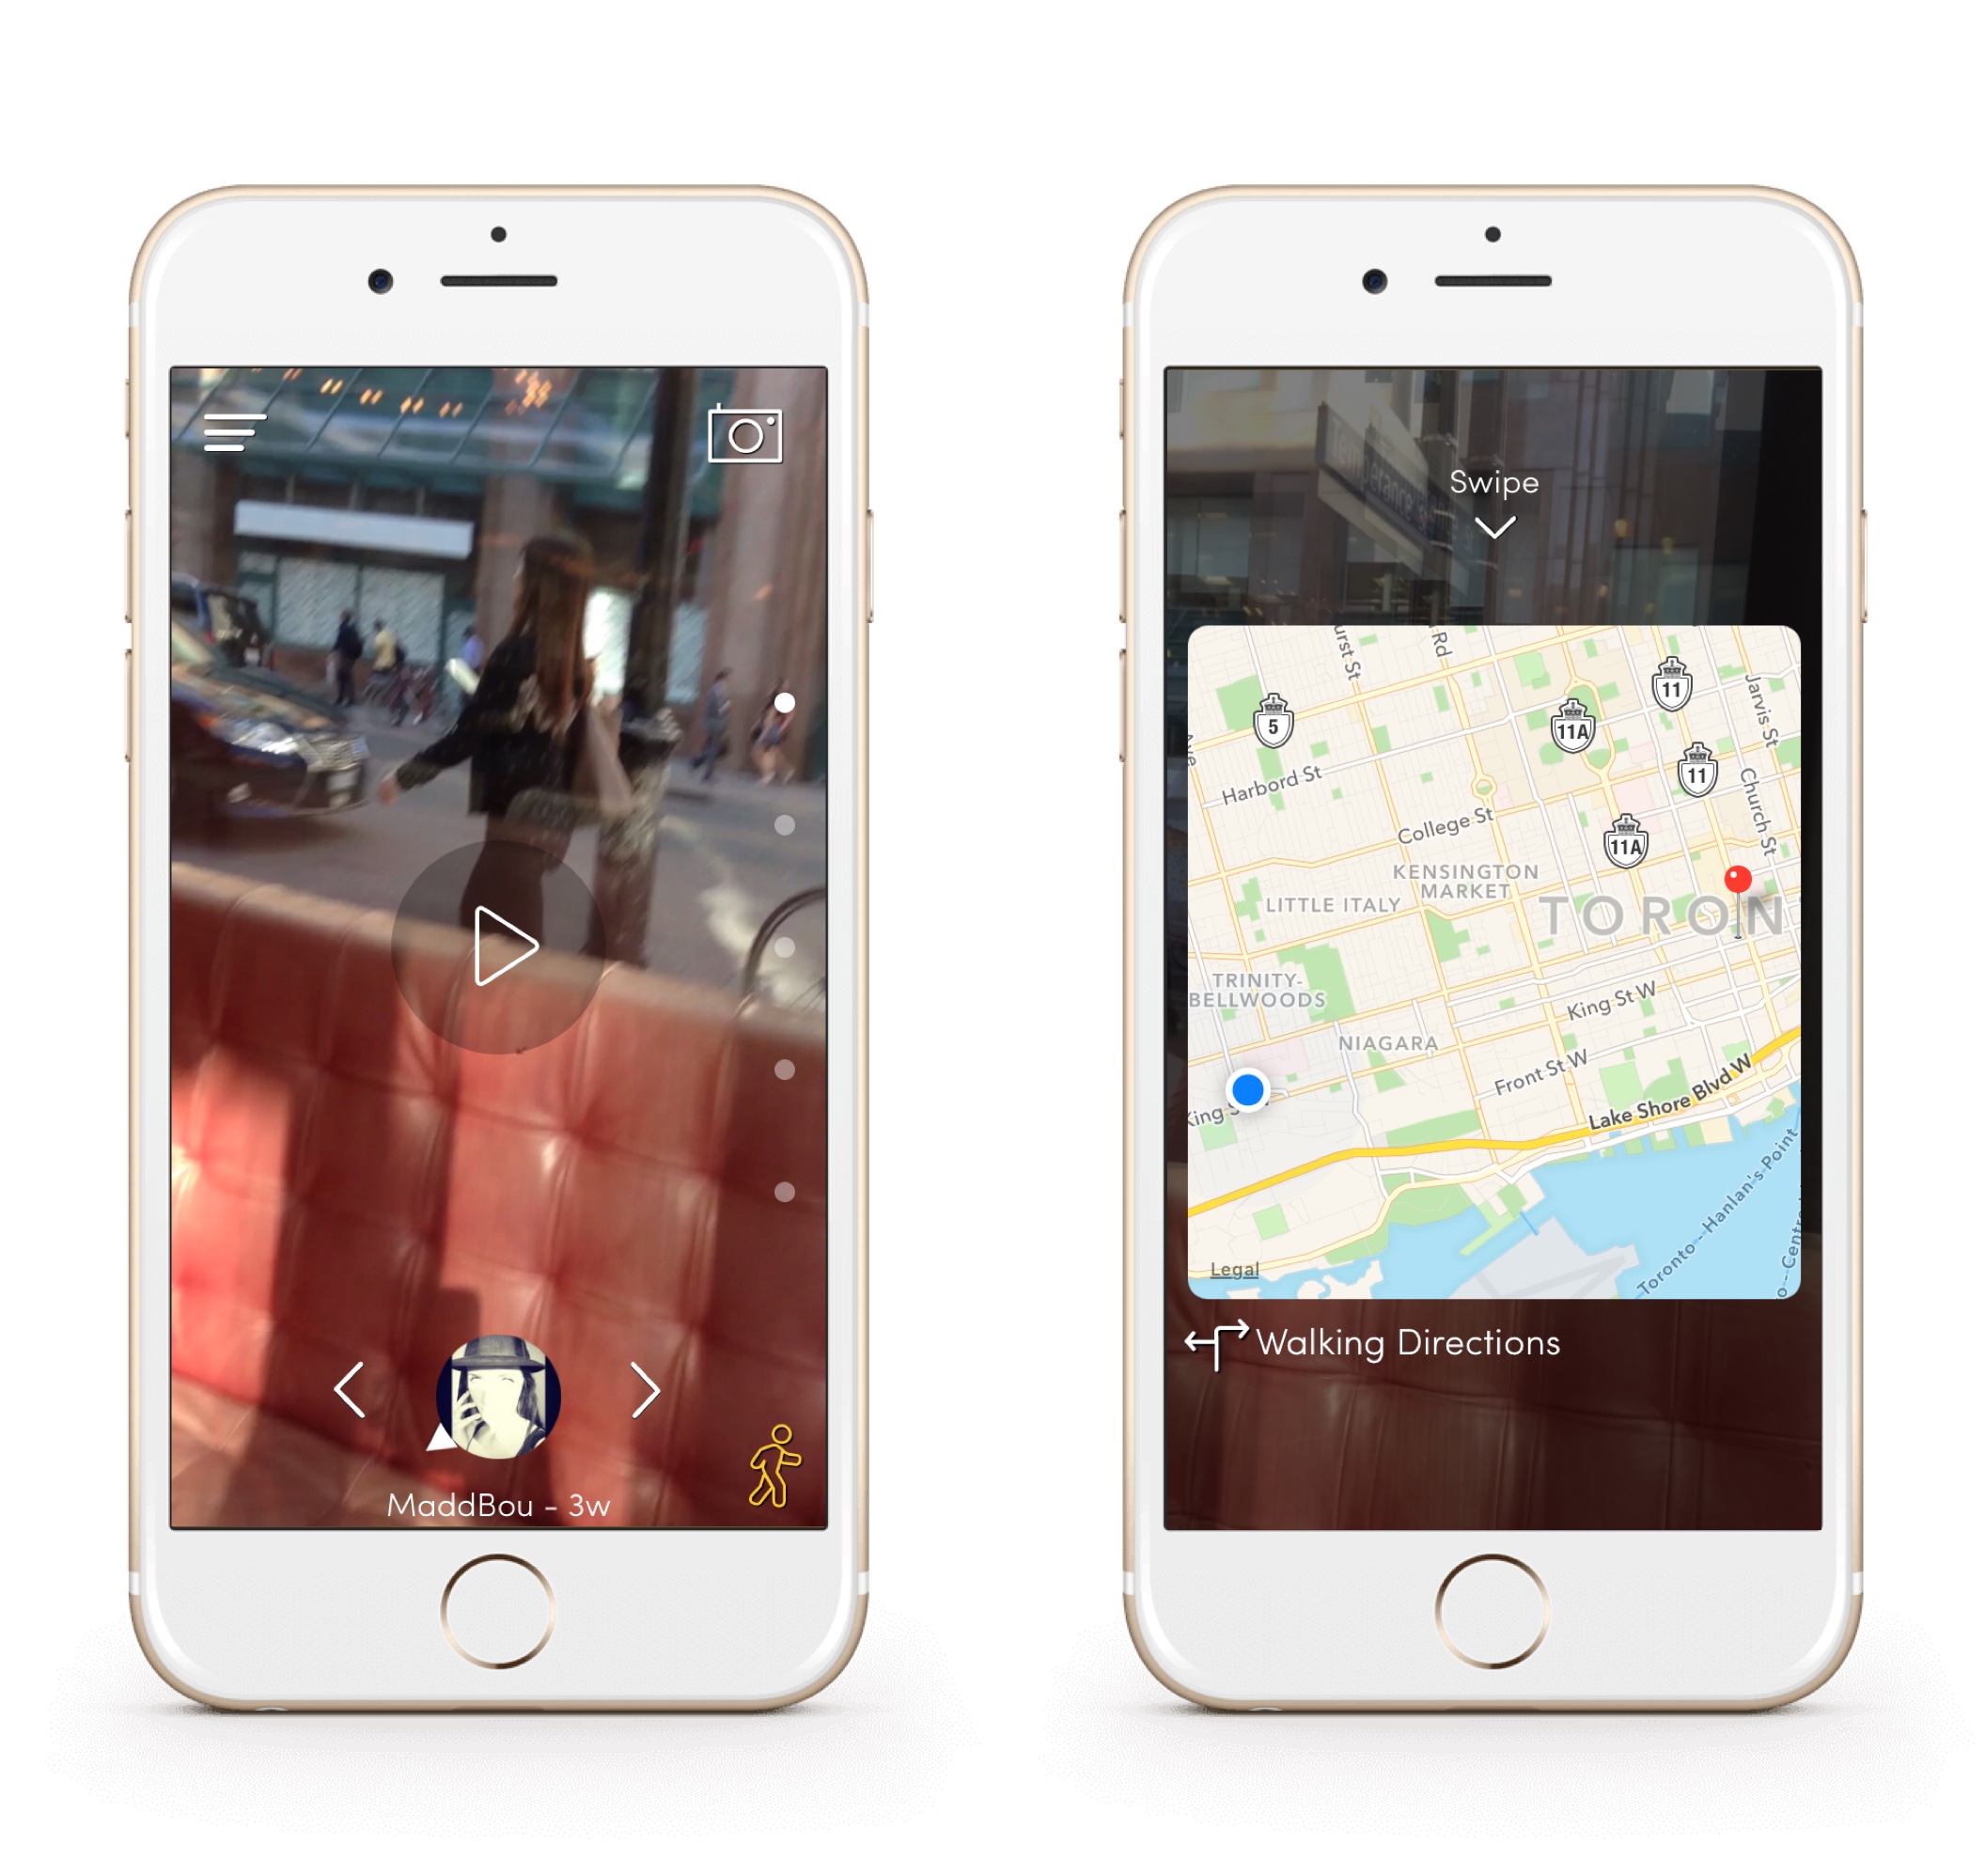 MaddBou - 3w
Temperance St
Swipe
urst St
Rd
11
Jarvis St
5
11A
11
Harbord St
Church St
College St
11A
KENSINGTON
MARKET
LITTLE ITALY
TORON
TRINITY-
BELLWOODS
King St W
NIAGARA
Front St W
King S
Lake Shore Blvd W
Toronto - Hanlan's Point
Legal
Walking Directions